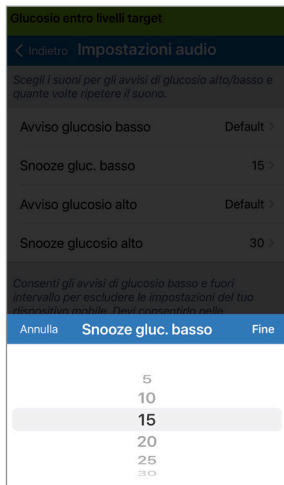 Glucosio entro livelli target
Indietro Impostazioni audio
Scegli i suoni per gli avvisi di glucosio alto/basso e
quante volte ripetere il suono.
Avviso glucosio basso Default
Snooze gluc. basso 15
Avviso glucosio alto Default
Snooze glucosio alto 30
Consenti gli avvisi di glucosio basso e fuori
intervallo per escludere le impostazioni del tuo
dispositivo mobile. Devi consentirlo nelle
Annulla Snooze gluc. basso Fine
5
10
15
20
25
30